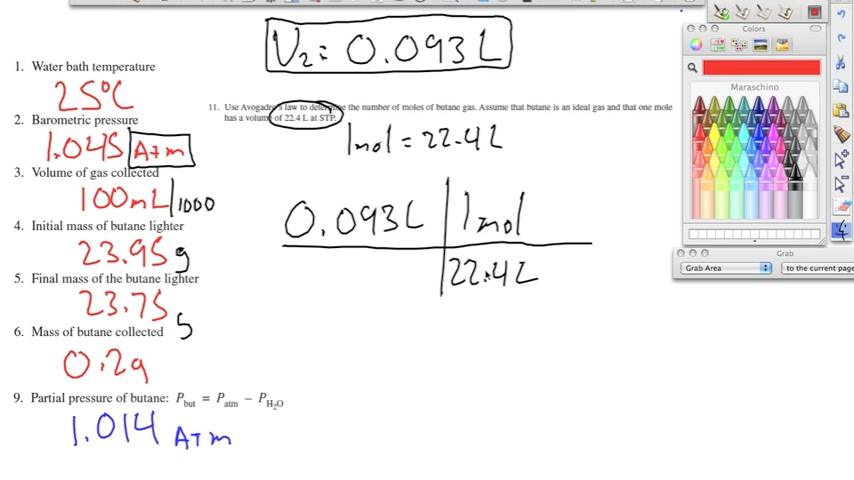 V₂ = 0.093L
1. Water bath temperature
25°C
2. Barometric pressure
1.045 ATM
3. Volume of gas collected
100mL/1000
4. Initial mass of butane lighter
23.95 g
5. Final mass of the butane lighter
23.75 g
6. Mass of butane collected
0.2g
9. Partial pressure of butane: P_but = P_atm − P_H₂O
1.014 ATM
11. Use Avogadro's law to determine the number of moles of butane gas. Assume that butane is an ideal gas and that one mole
has a volume of 22.4 L at STP.
1mol = 22.4L
0.093L | 1mol
22.4L
Colors
Maraschino
Grab
Grab Area
to the current page